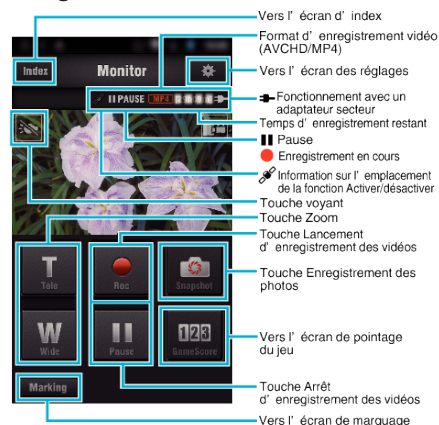 Vers l' écran d' index
Format d' enregistrement vidéo
(AVCHD/MP4)
Index
Monitor
Vers l' écran des réglages
PAUSE MP4
Fonctionnement avec un
adaptateur secteur
Temps d' enregistrement restant
Pause
Enregistrement en cours
Information sur l' emplacement
de la fonction Activer/désactiver
Touche voyant
Touche Zoom
Touche Lancement
d' enregistrement des vidéos
T
Tele
Rec
Snapshot
Touche Enregistrement des
photos
W
Wide
Pause
123
GameScore
Vers l' écran de pointage
du jeu
Marking
Touche Arrêt
d' enregistrement des vidéos
Vers l' écran de marquage